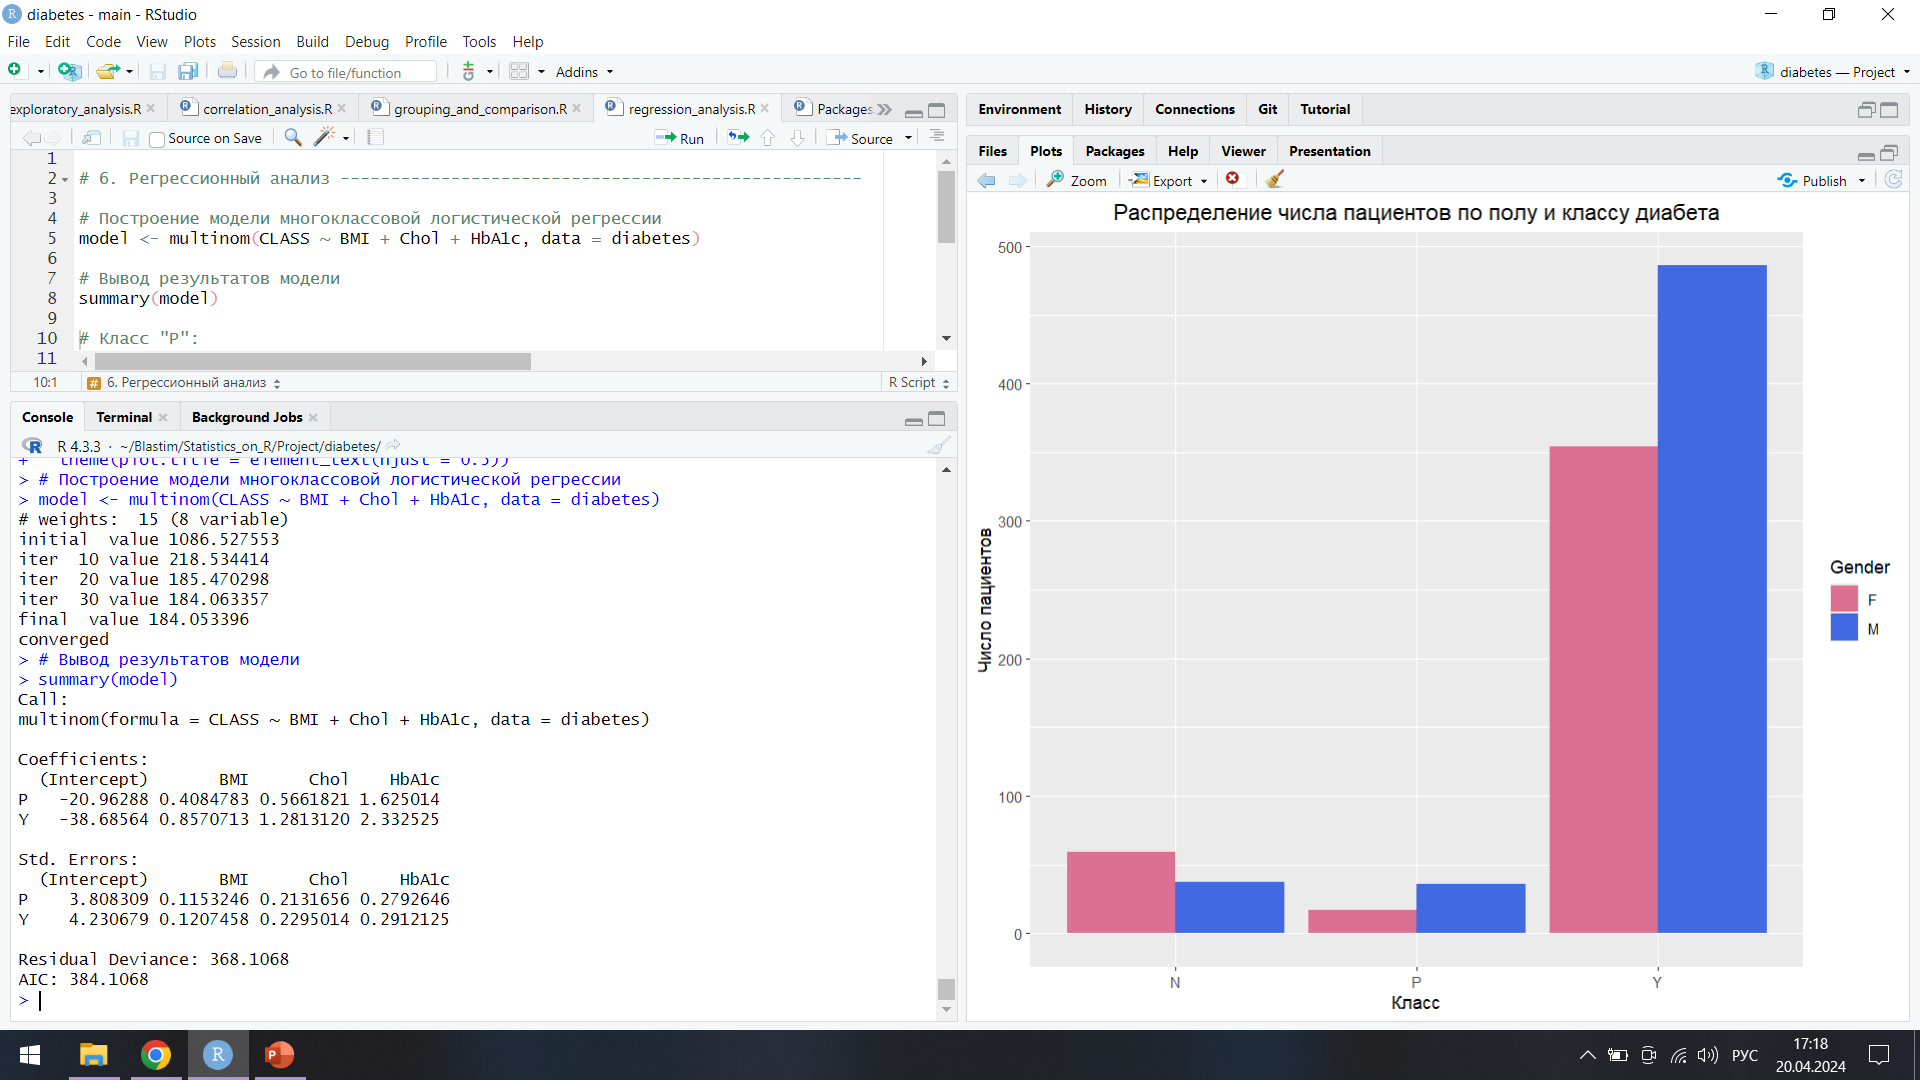 diabetes - main - RStudio
File Edit Code View Plots Session Build Debug Profile Tools Help
Go to file/function
Addins
diabetes — Project
exploratory_analysis.R
correlation_analysis.R
grouping_and_comparison.R
regression_analysis.R
Packages
Source on Save
Run
Source
1
2 # 6. Регрессионный анализ ----------------------------------------------------
3
4 # Построение модели многоклассовой логистической регрессии
5 model <- multinom(CLASS ~ BMI + Chol + HbA1c, data = diabetes)
6
7 # Вывод результатов модели
8 summary(model)
9
10 # Класс "P":
11
10:1
6. Регрессионный анализ
R Script
Console Terminal Background Jobs
R 4.3.3 · ~/Blastim/Statistics_on_R/Project/diabetes/
+   theme(plot.title = element_text(hjust = 0.5))
> # Построение модели многоклассовой логистической регрессии
> model <- multinom(CLASS ~ BMI + Chol + HbA1c, data = diabetes)
# weights:  15 (8 variable)
initial  value 1086.527553
iter  10 value 218.534414
iter  20 value 185.470298
iter  30 value 184.063357
final  value 184.053396
converged
> # Вывод результатов модели
> summary(model)
Call:
multinom(formula = CLASS ~ BMI + Chol + HbA1c, data = diabetes)
Coefficients:
  (Intercept)       BMI      Chol    HbA1c
P   -20.96288 0.4084783 0.5661821 1.625014
Y   -38.68564 0.8570713 1.2813120 2.332525
Std. Errors:
  (Intercept)       BMI      Chol     HbA1c
P    3.808309 0.1153246 0.2131656 0.2792646
Y    4.230679 0.1207458 0.2295014 0.2912125
Residual Deviance: 368.1068
AIC: 384.1068
>
Environment History Connections Git Tutorial
Files Plots Packages Help Viewer Presentation
Zoom Export Publish
Распределение числа пациентов по полу и классу диабета
500
400
300
200
100
0
Число пациентов
N P Y
Класс
Gender
F
M
R
P
РУС
17:18
20.04.2024